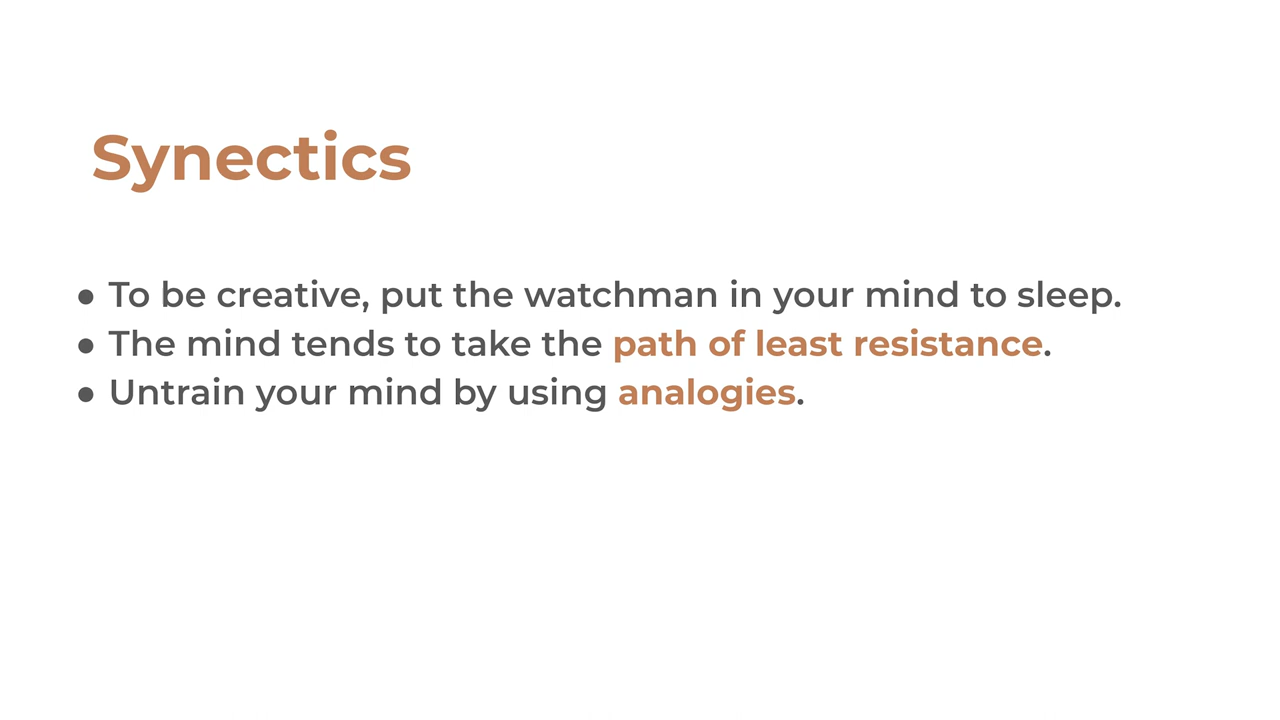 Synectics
● To be creative, put the watchman in your mind to sleep.
● The mind tends to take the path of least resistance.
● Untrain your mind by using analogies.